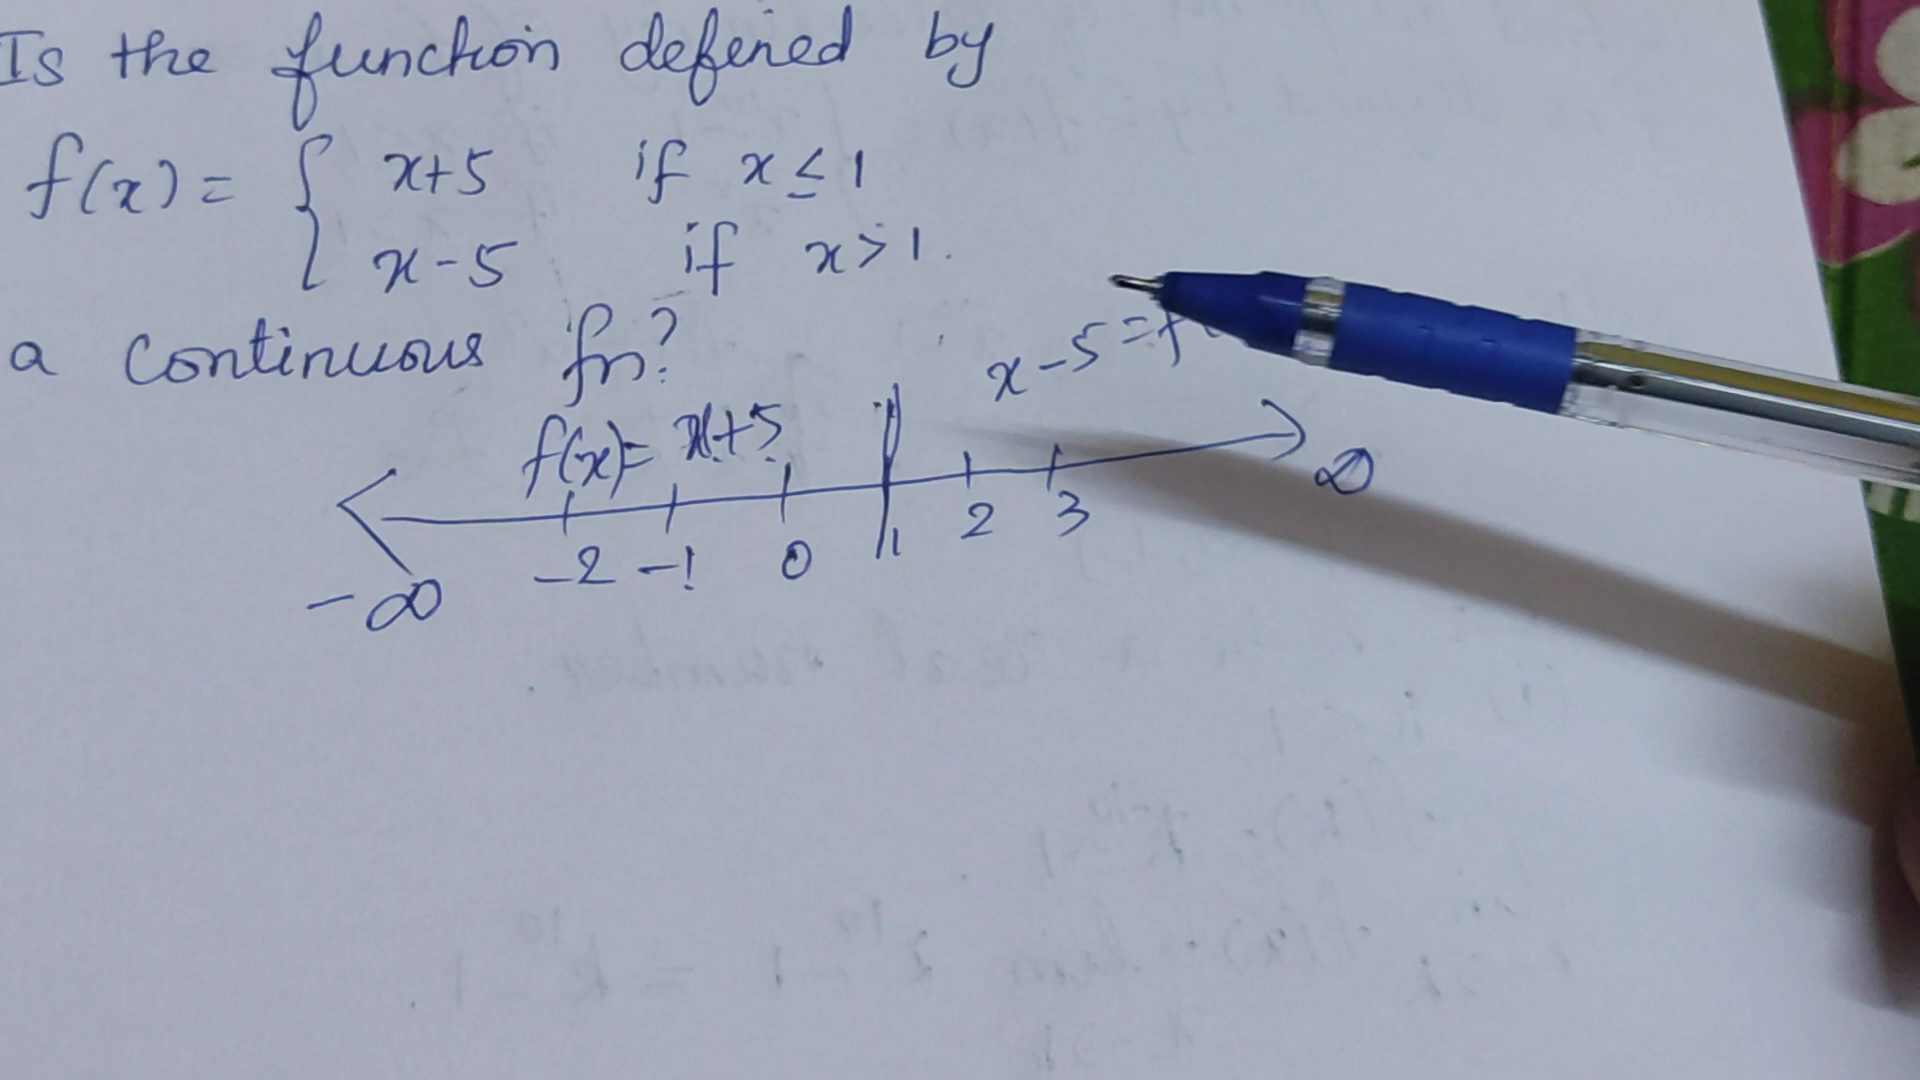 Is the function defined by
f(x) = { x+5 if x ≤ 1
x-5 if x > 1.
a continuous fn?
x-5 = f
f(x) = x+5
-∞ -2 -1 0 1 2 3 ∞